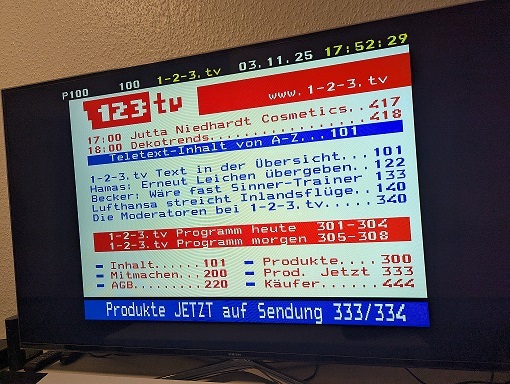 P100 100 1-2-3.tv 03.11.25 17:52:29
123 tv www.1-2-3.tv
17:00 Jutta Niedhardt Cosmetics..417
18:00 Dekotrends.................418
Teletext-Inhalt von A-Z...101
1-2-3.tv Text in der Übersicht...101
Hamas: Erneut Leichen übergeben..122
Becker: Wäre fast Sinner-Trainer 133
Lufthansa streicht Inlandsflüge..140
Die Moderatoren bei 1-2-3.tv.....340
1-2-3.tv Programm heute 301-304
1-2-3.tv Programm morgen 305-308
Inhalt......101 Produkte....300
Mitmachen...200 Prod. Jetzt 333
AGB.........220 Käufer......444
Produkte JETZT auf Sendung 333/334